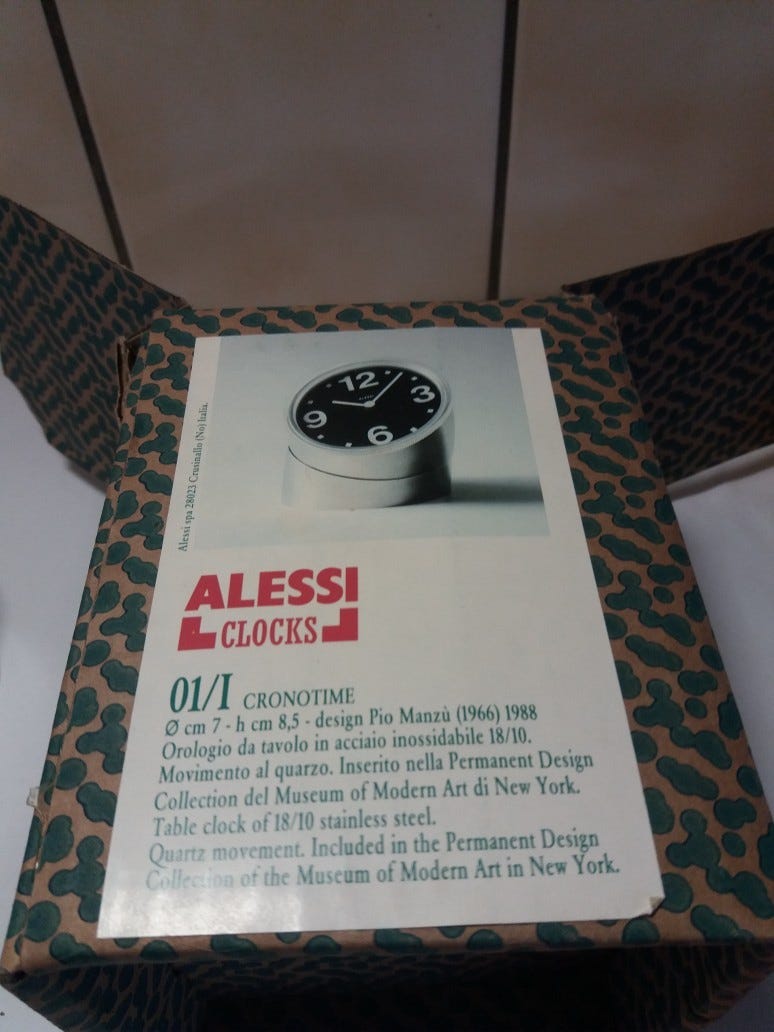 12
3
9
6
ALESSI
Alessi spa 28023 Crusinallo (No) Italia.
ALESSI
CLOCKS
01/I CRONOTIME
Ø cm 7 - h cm 8,5 - design Pio Manzù (1966) 1988
Orologio da tavolo in acciaio inossidabile 18/10.
Movimento al quarzo. Inserito nella Permanent Design
Collection del Museum of Modern Art di New York.
Table clock of 18/10 stainless steel.
Quartz movement. Included in the Permanent Design
Collection of the Museum of Modern Art in New York.